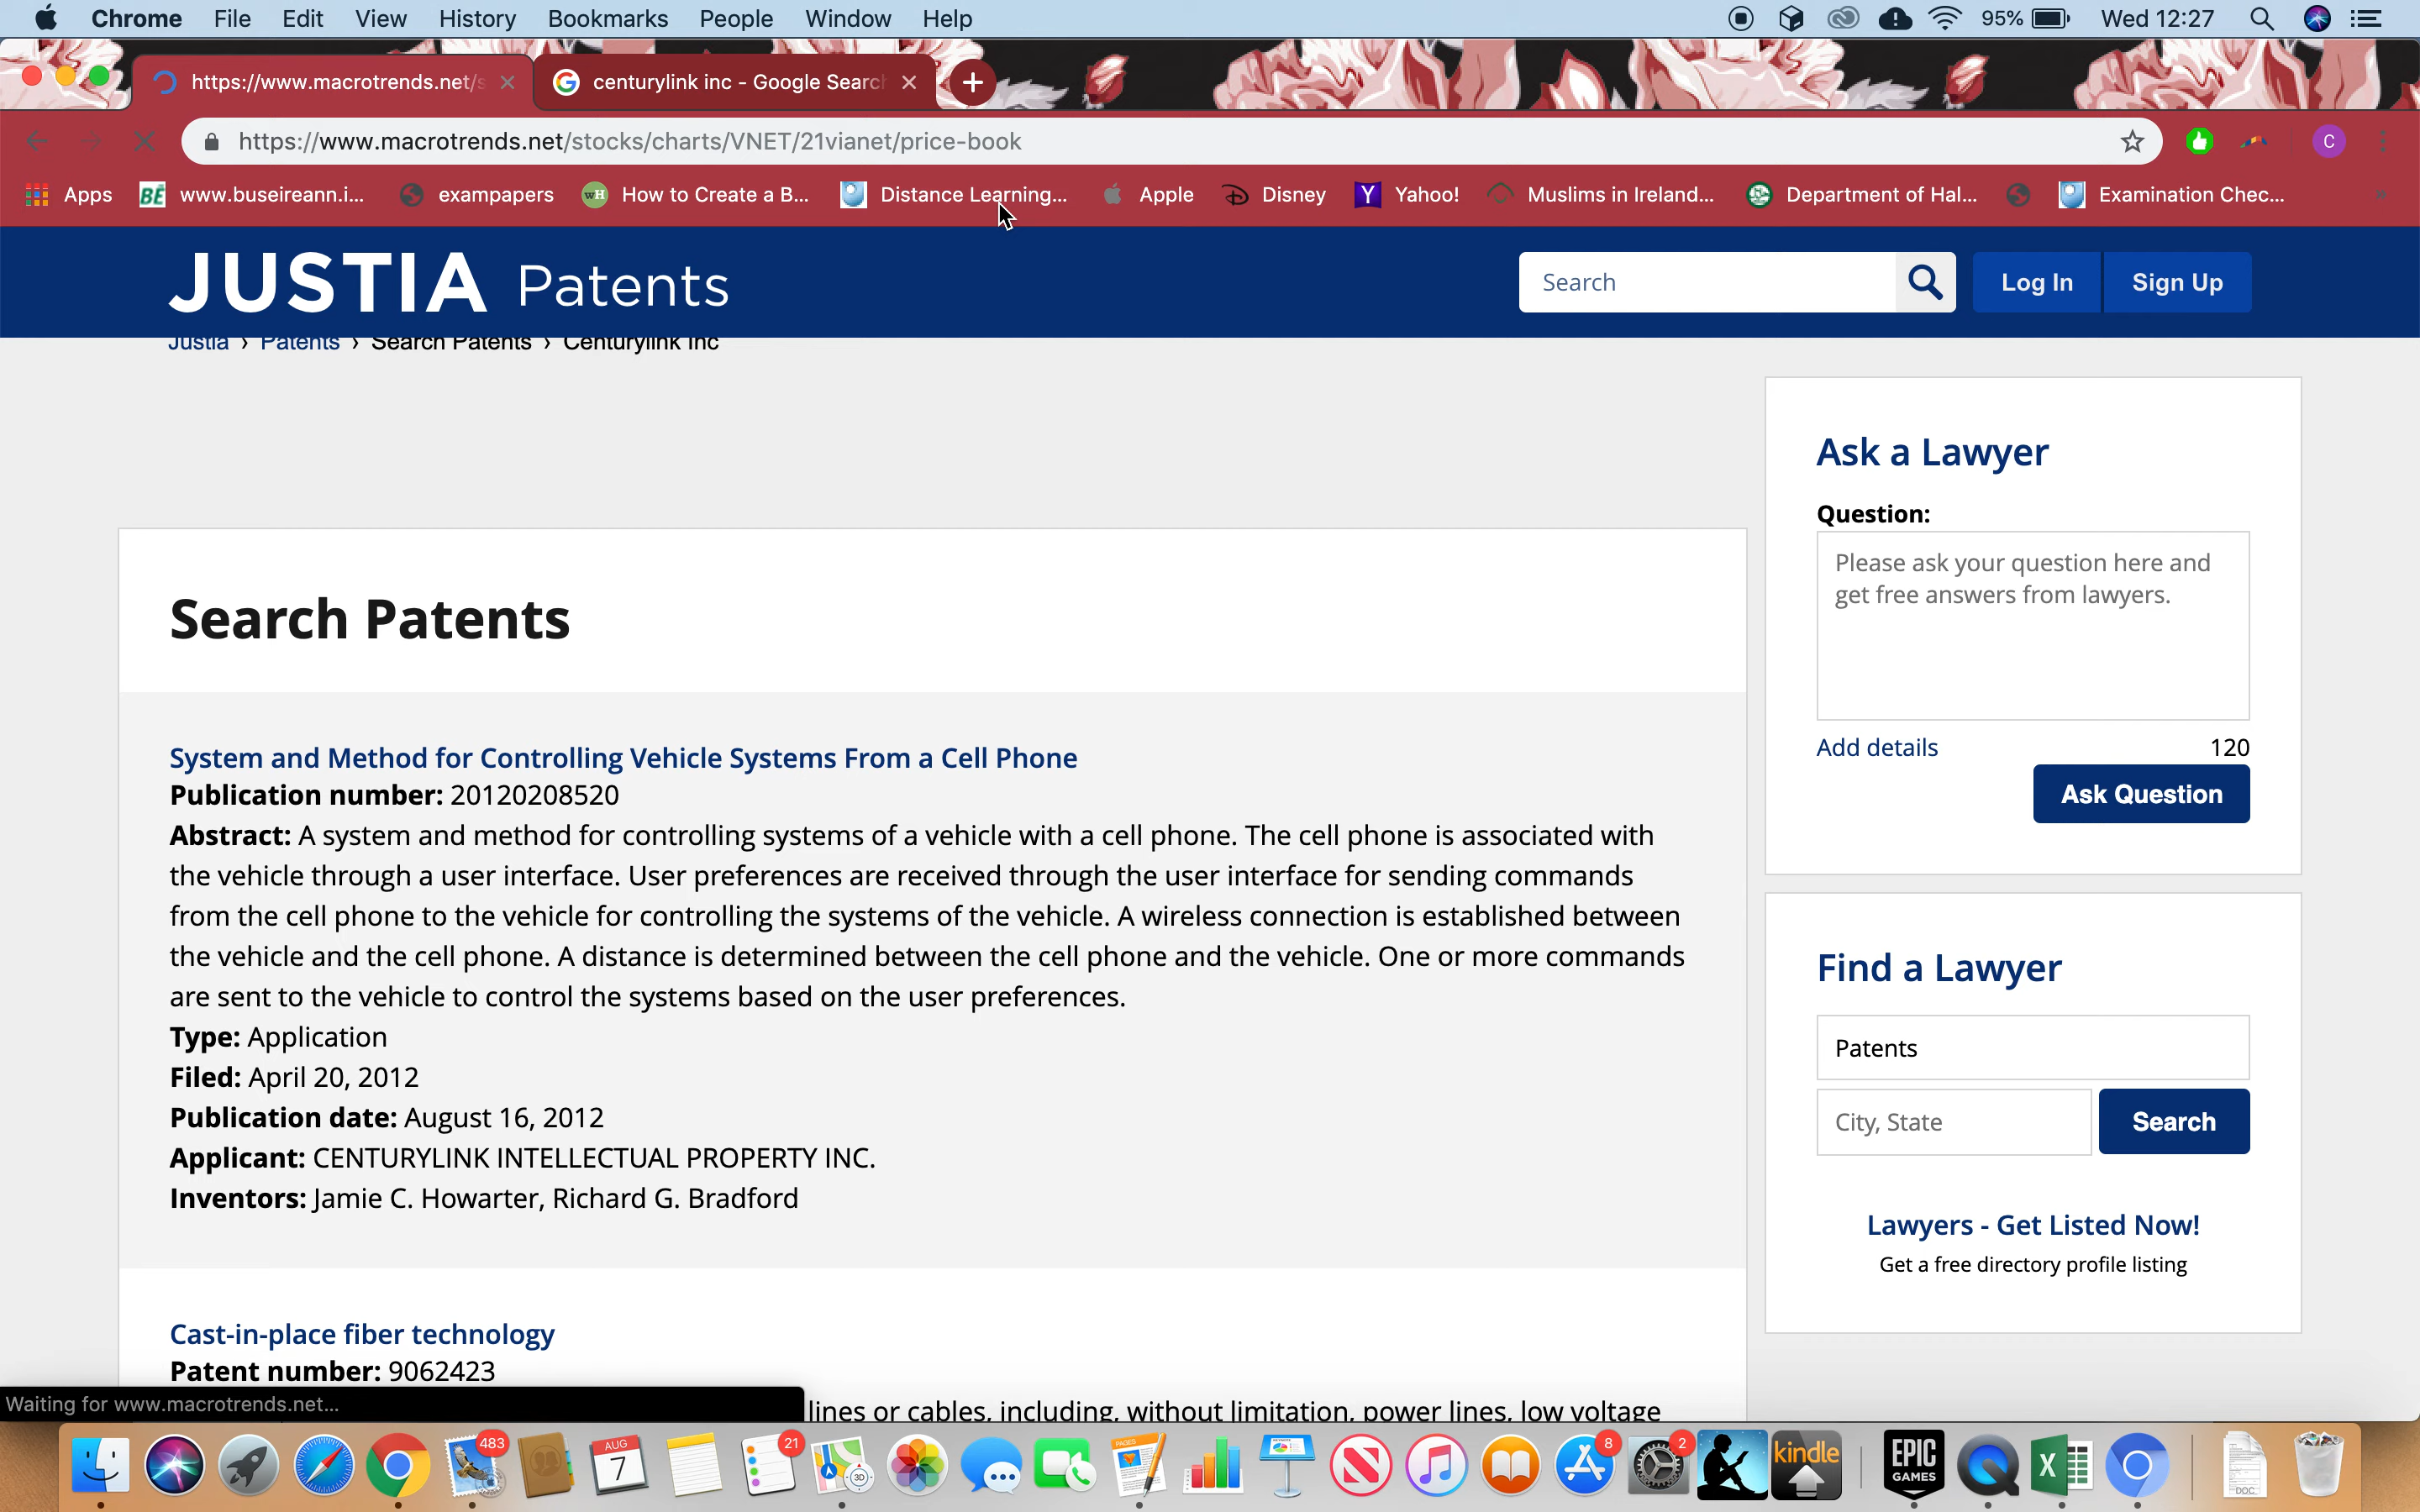 Chrome File Edit View History Bookmarks People Window Help 95% Wed 12:27
https://www.macrotrends.net/s centurylink inc - Google Search
https://www.macrotrends.net/stocks/charts/VNET/21vianet/price-book C
Apps BÉ www.buseireann.i... exampapers wH How to Create a B... Distance Learning... Apple Disney Y Yahoo! Muslims in Ireland... Department of Hal... Examination Chec...
JUSTIA Patents Search Log In Sign Up
Justia › Patents › Search Patents › Centurylink Inc
Ask a Lawyer
Question:
Please ask your question here and
get free answers from lawyers.
Add details 120
Ask Question
Search Patents
System and Method for Controlling Vehicle Systems From a Cell Phone
Publication number: 20120208520
Abstract: A system and method for controlling systems of a vehicle with a cell phone. The cell phone is associated with
the vehicle through a user interface. User preferences are received through the user interface for sending commands
from the cell phone to the vehicle for controlling the systems of the vehicle. A wireless connection is established between
the vehicle and the cell phone. A distance is determined between the cell phone and the vehicle. One or more commands
are sent to the vehicle to control the systems based on the user preferences.
Type: Application
Filed: April 20, 2012
Publication date: August 16, 2012
Applicant: CENTURYLINK INTELLECTUAL PROPERTY INC.
Inventors: Jamie C. Howarter, Richard G. Bradford
Find a Lawyer
Patents
City, State Search
Lawyers - Get Listed Now!
Get a free directory profile listing
Cast-in-place fiber technology
Patent number: 9062423
lines or cables, including, without limitation, power lines, low voltage
Waiting for www.macrotrends.net...
483 AUG 7 21 3D PAGES 8 2 kindle EPIC GAMES X DOC